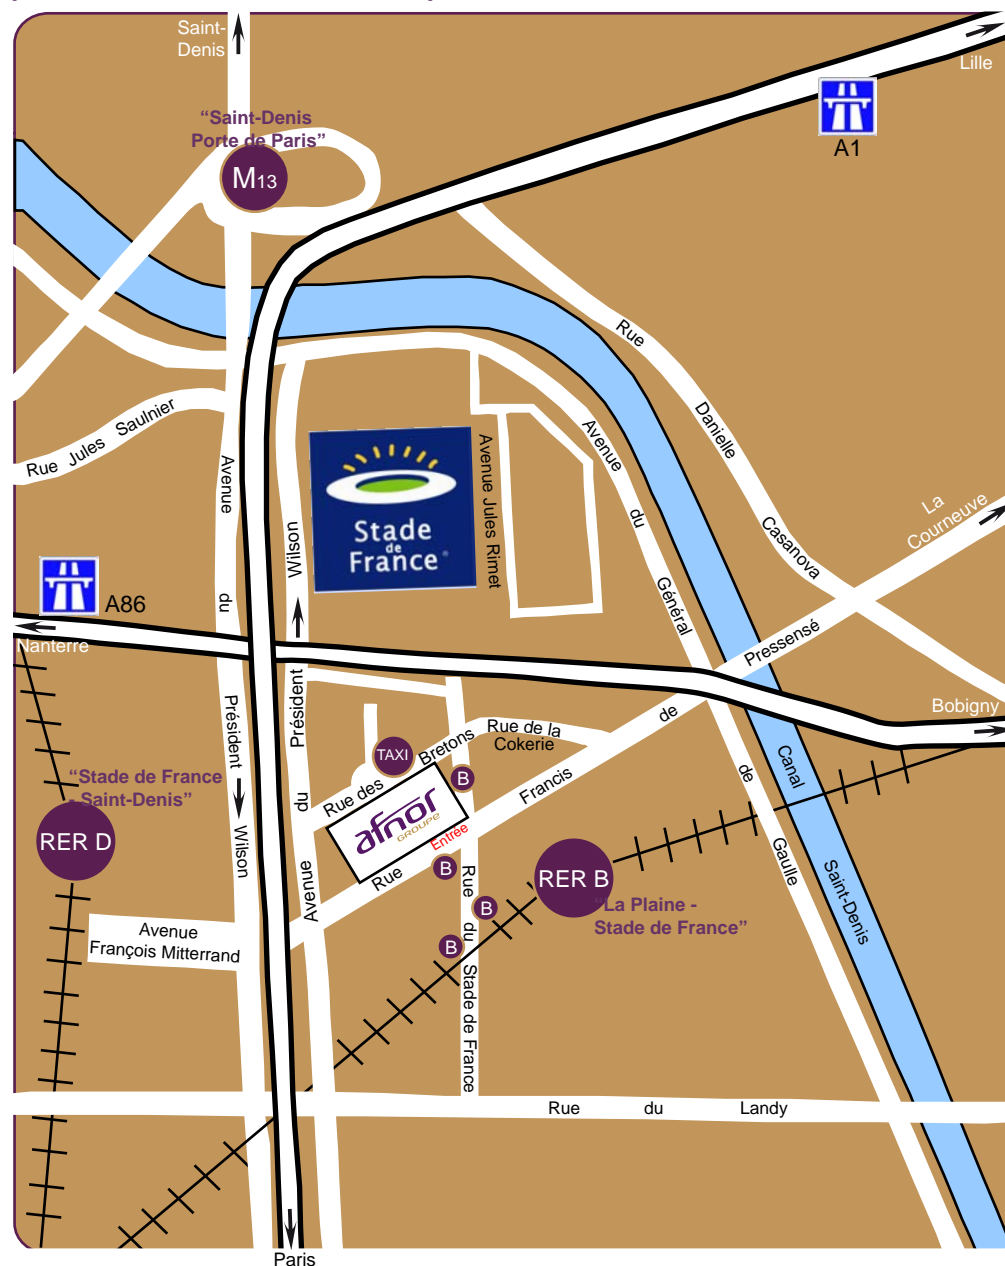 Saint-
Denis
Lille
A1
“Saint-Denis
Porte de Paris”
M13
Rue
Danielle
Casanova
Rue Jules Saulnier
Avenue
du
Président
Wilson
Avenue
du
Président
Wilson
Stade
de
France
Avenue Jules Rimet
Avenue
du
Général
de
Gaulle
La
Courneuve
A86
Nanterre
Bobigny
Rue
Francis
de
Pressensé
Rue des
Bretons
Rue de la
Cokerie
TAXI
B
afnor
GROUPE
Entrée
B
B
B
“Stade de France
- Saint-Denis”
RER D
RER B
“La Plaine -
Stade de France”
Canal
Saint-Denis
Avenue
François Mitterrand
Rue
du
Stade de France
Rue du Landy
Paris